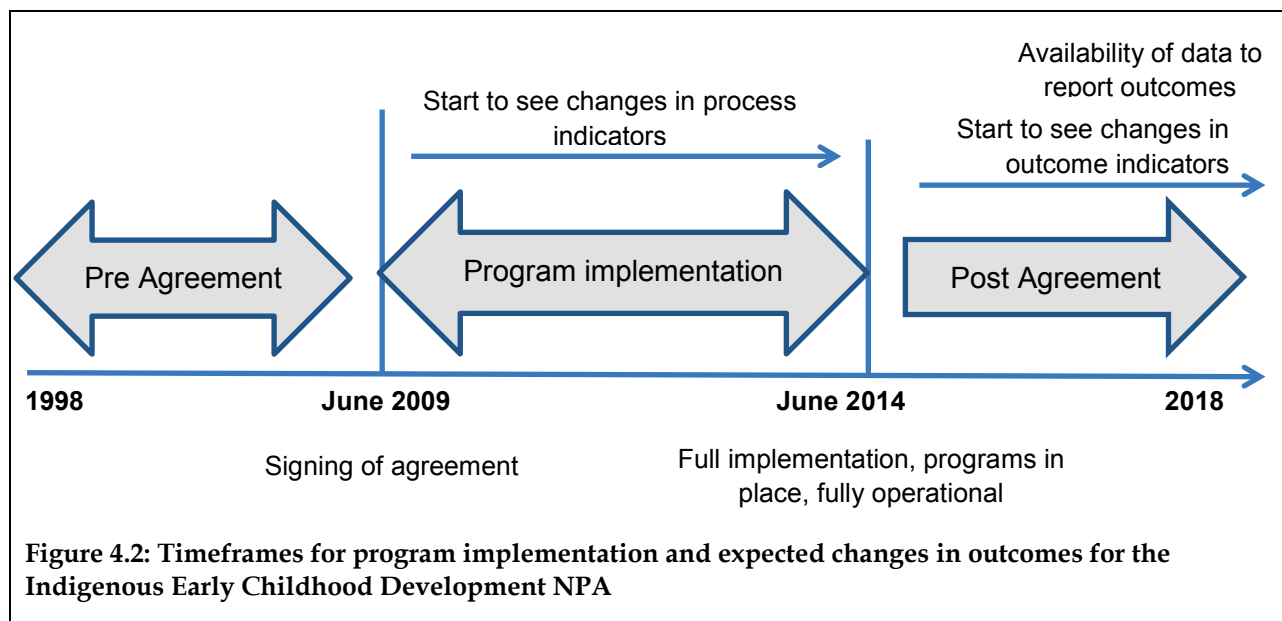 Availability of data to
report outcomes
Start to see changes in process
indicators
Start to see changes in
outcome indicators
Pre Agreement
Program implementation
Post Agreement
1998
June 2009
June 2014
2018
Signing of agreement
Full implementation, programs in
place, fully operational
Figure 4.2: Timeframes for program implementation and expected changes in outcomes for the
Indigenous Early Childhood Development NPA